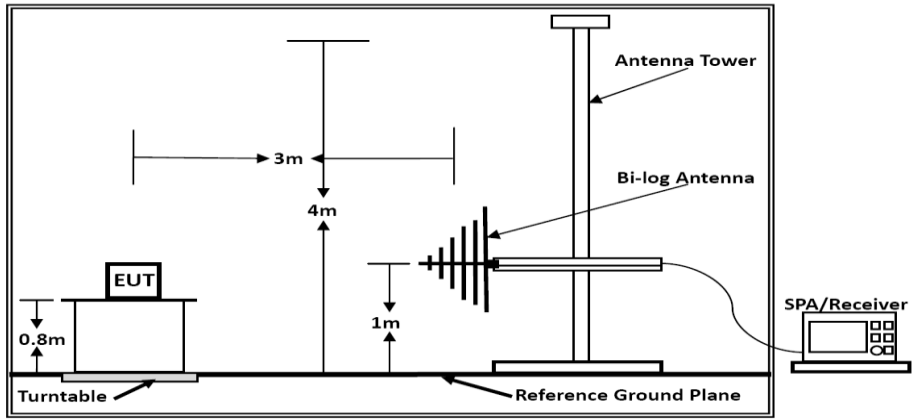 Antenna Tower
3m
Bi-log Antenna
4m
EUT
SPA/Receiver
1m
0.8m
Turntable
Reference Ground Plane